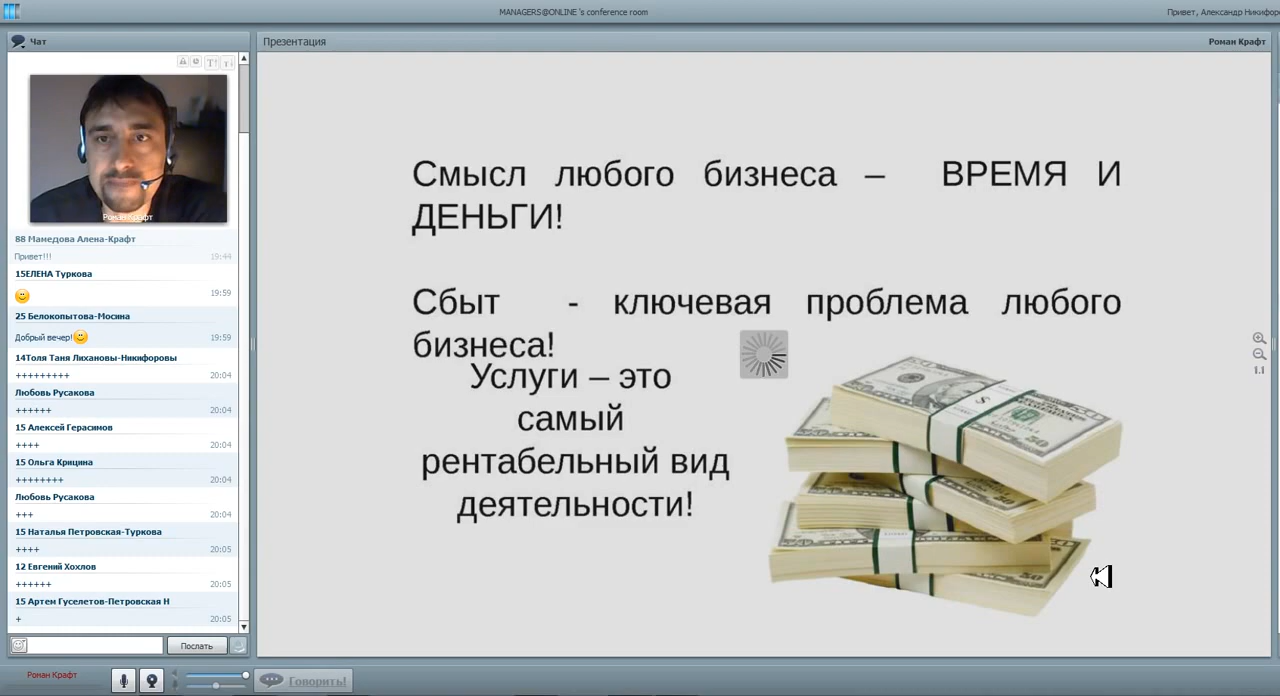 MANAGERS@ONLINE 's conference room
Привет, Александр Никифоро
Чат
Презентация
Роман Крафт
Роман Крафт
88 Мамедова Алена-Крафт
Привет!!! 19:44
15ЕЛЕНА Туркова
19:59
25 Белокопытова-Мосина
Добрый вечер! 19:59
14Толя Таня Лихановы-Никифоровы
+++++++++ 20:04
Любовь Русакова
++++++ 20:04
15 Алексей Герасимов
++++ 20:04
15 Ольга Крицина
++++++++ 20:04
Любовь Русакова
+++ 20:04
15 Наталья Петровская-Туркова
++++ 20:05
12 Евгений Хохлов
++++++ 20:05
15 Артем Гуселетов-Петровская Н
+ 20:05
Послать
Роман Крафт
Говорить!
Смысл любого бизнеса – ВРЕМЯ И
ДЕНЬГИ!
Сбыт - ключевая проблема любого
бизнеса!
Услуги – это
самый
рентабельный вид
деятельности!
1:1